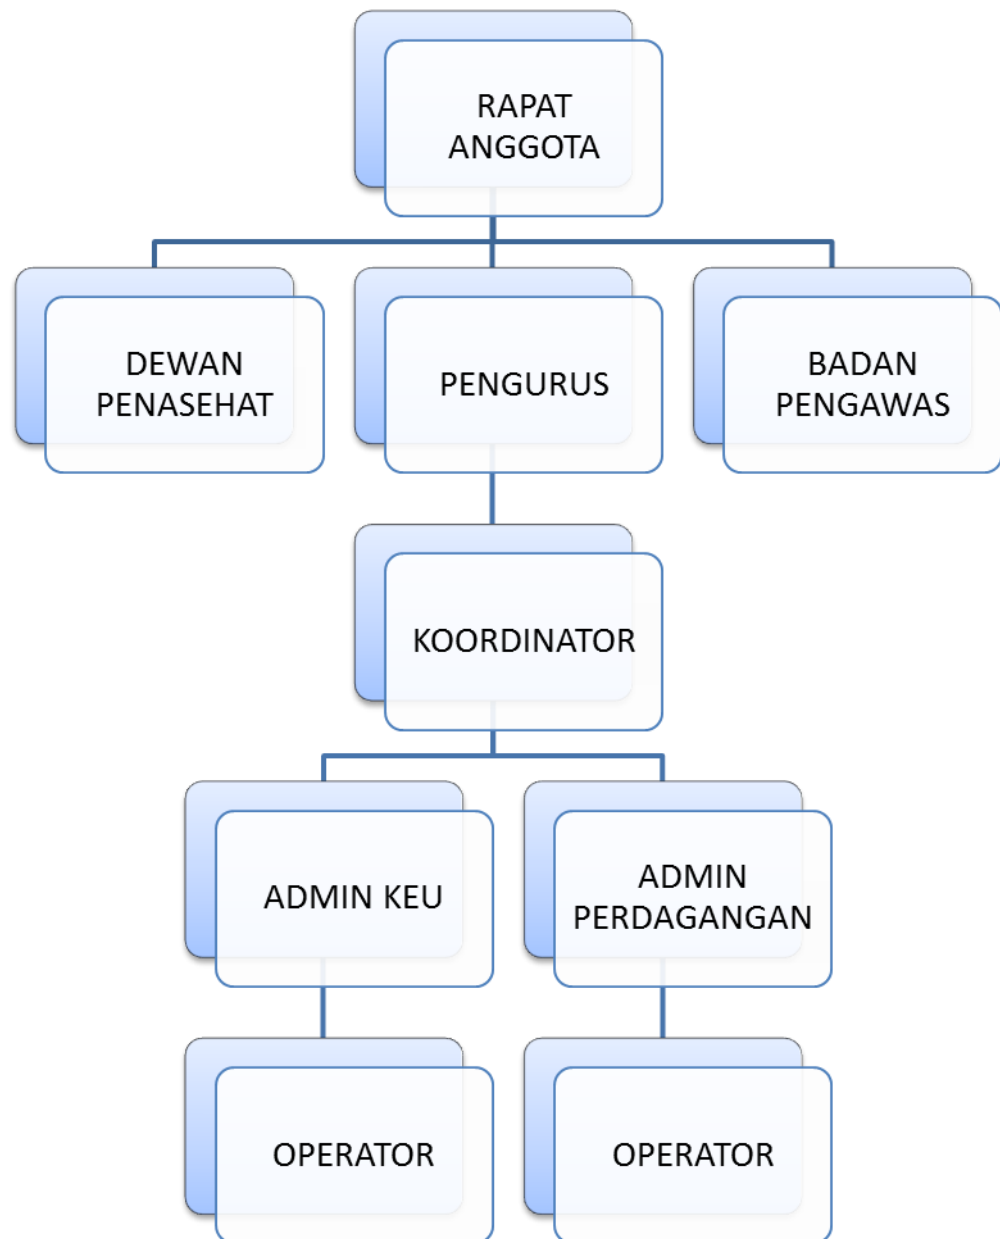 RAPAT
ANGGOTA
DEWAN
PENASEHAT
PENGURUS
BADAN
PENGAWAS
KOORDINATOR
ADMIN KEU
ADMIN
PERDAGANGAN
OPERATOR
OPERATOR